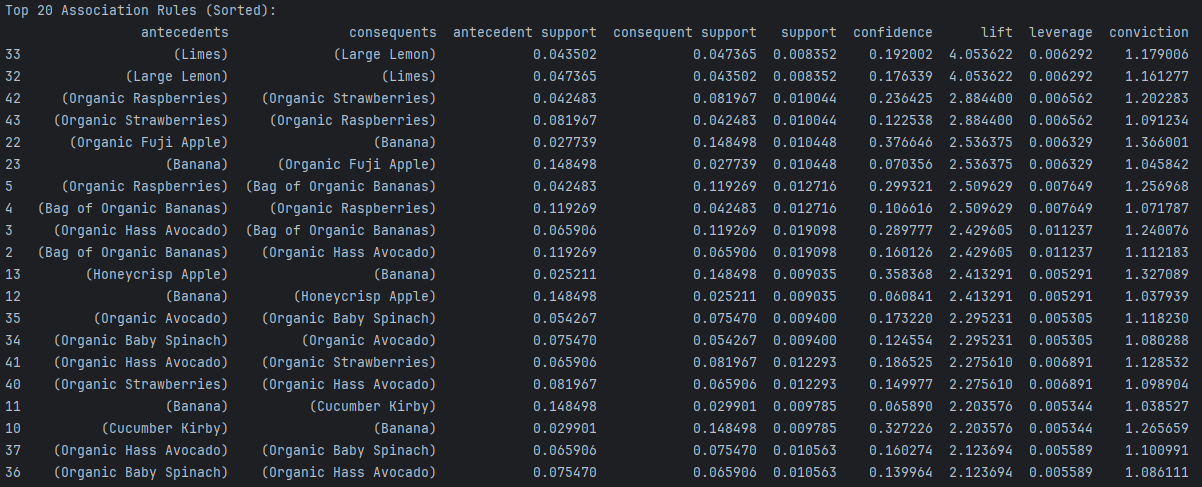 Top 20 Association Rules (Sorted):
antecedents consequents antecedent support consequent support support confidence lift leverage conviction
33 (Limes) (Large Lemon) 0.043502 0.047365 0.008352 0.192002 4.053622 0.006292 1.179006
32 (Large Lemon) (Limes) 0.047365 0.043502 0.008352 0.176339 4.053622 0.006292 1.161277
42 (Organic Raspberries) (Organic Strawberries) 0.042483 0.081967 0.010044 0.236425 2.884400 0.006562 1.202283
43 (Organic Strawberries) (Organic Raspberries) 0.081967 0.042483 0.010044 0.122538 2.884400 0.006562 1.091234
22 (Organic Fuji Apple) (Banana) 0.027739 0.148498 0.010448 0.376646 2.536375 0.006329 1.366001
23 (Banana) (Organic Fuji Apple) 0.148498 0.027739 0.010448 0.070356 2.536375 0.006329 1.045842
5 (Organic Raspberries) (Bag of Organic Bananas) 0.042483 0.119269 0.012716 0.299321 2.509629 0.007649 1.256968
4 (Bag of Organic Bananas) (Organic Raspberries) 0.119269 0.042483 0.012716 0.106616 2.509629 0.007649 1.071787
3 (Organic Hass Avocado) (Bag of Organic Bananas) 0.065906 0.119269 0.019098 0.289777 2.429605 0.011237 1.240076
2 (Bag of Organic Bananas) (Organic Hass Avocado) 0.119269 0.065906 0.019098 0.160126 2.429605 0.011237 1.112183
13 (Honeycrisp Apple) (Banana) 0.025211 0.148498 0.009035 0.358368 2.413291 0.005291 1.327089
12 (Banana) (Honeycrisp Apple) 0.148498 0.025211 0.009035 0.060841 2.413291 0.005291 1.037939
35 (Organic Avocado) (Organic Baby Spinach) 0.054267 0.075470 0.009400 0.173220 2.295231 0.005305 1.118230
34 (Organic Baby Spinach) (Organic Avocado) 0.075470 0.054267 0.009400 0.124554 2.295231 0.005305 1.080288
41 (Organic Hass Avocado) (Organic Strawberries) 0.065906 0.081967 0.012293 0.186525 2.275610 0.006891 1.128532
40 (Organic Strawberries) (Organic Hass Avocado) 0.081967 0.065906 0.012293 0.149977 2.275610 0.006891 1.098904
11 (Banana) (Cucumber Kirby) 0.148498 0.029901 0.009785 0.065890 2.203576 0.005344 1.038527
10 (Cucumber Kirby) (Banana) 0.029901 0.148498 0.009785 0.327226 2.203576 0.005344 1.265659
37 (Organic Hass Avocado) (Organic Baby Spinach) 0.065906 0.075470 0.010563 0.160274 2.123694 0.005589 1.100991
36 (Organic Baby Spinach) (Organic Hass Avocado) 0.075470 0.065906 0.010563 0.139964 2.123694 0.005589 1.086111